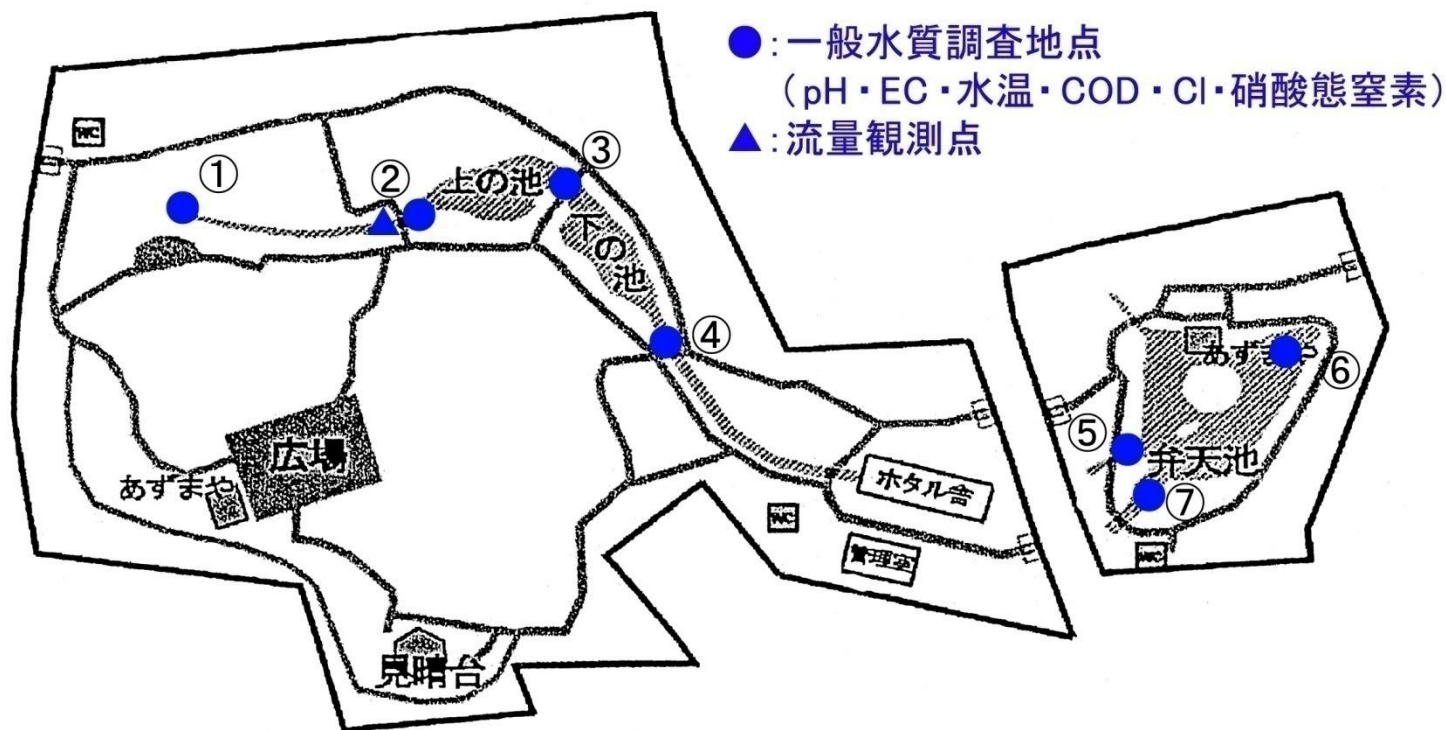 ●:一般水質調査地点
(pH・EC・水温・COD・Cl・硝酸態窒素)
▲:流量観測点
WC
①
②
上の池
③
下の池
④
広場
あずまや
見晴台
ホタル舎
WC
管理室
あずまや
⑥
⑤
弁天池
⑦
WC